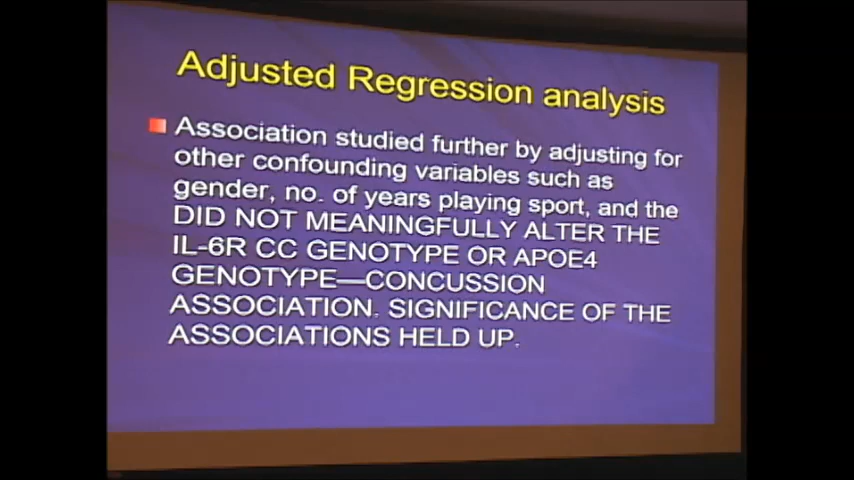 Adjusted Regression analysis
Association studied further by adjusting for
other confounding variables such as
gender, no. of years playing sport, and the
DID NOT MEANINGFULLY ALTER THE
IL-6R CC GENOTYPE OR APOE4
GENOTYPE—CONCUSSION
ASSOCIATION. SIGNIFICANCE OF THE
ASSOCIATIONS HELD UP.